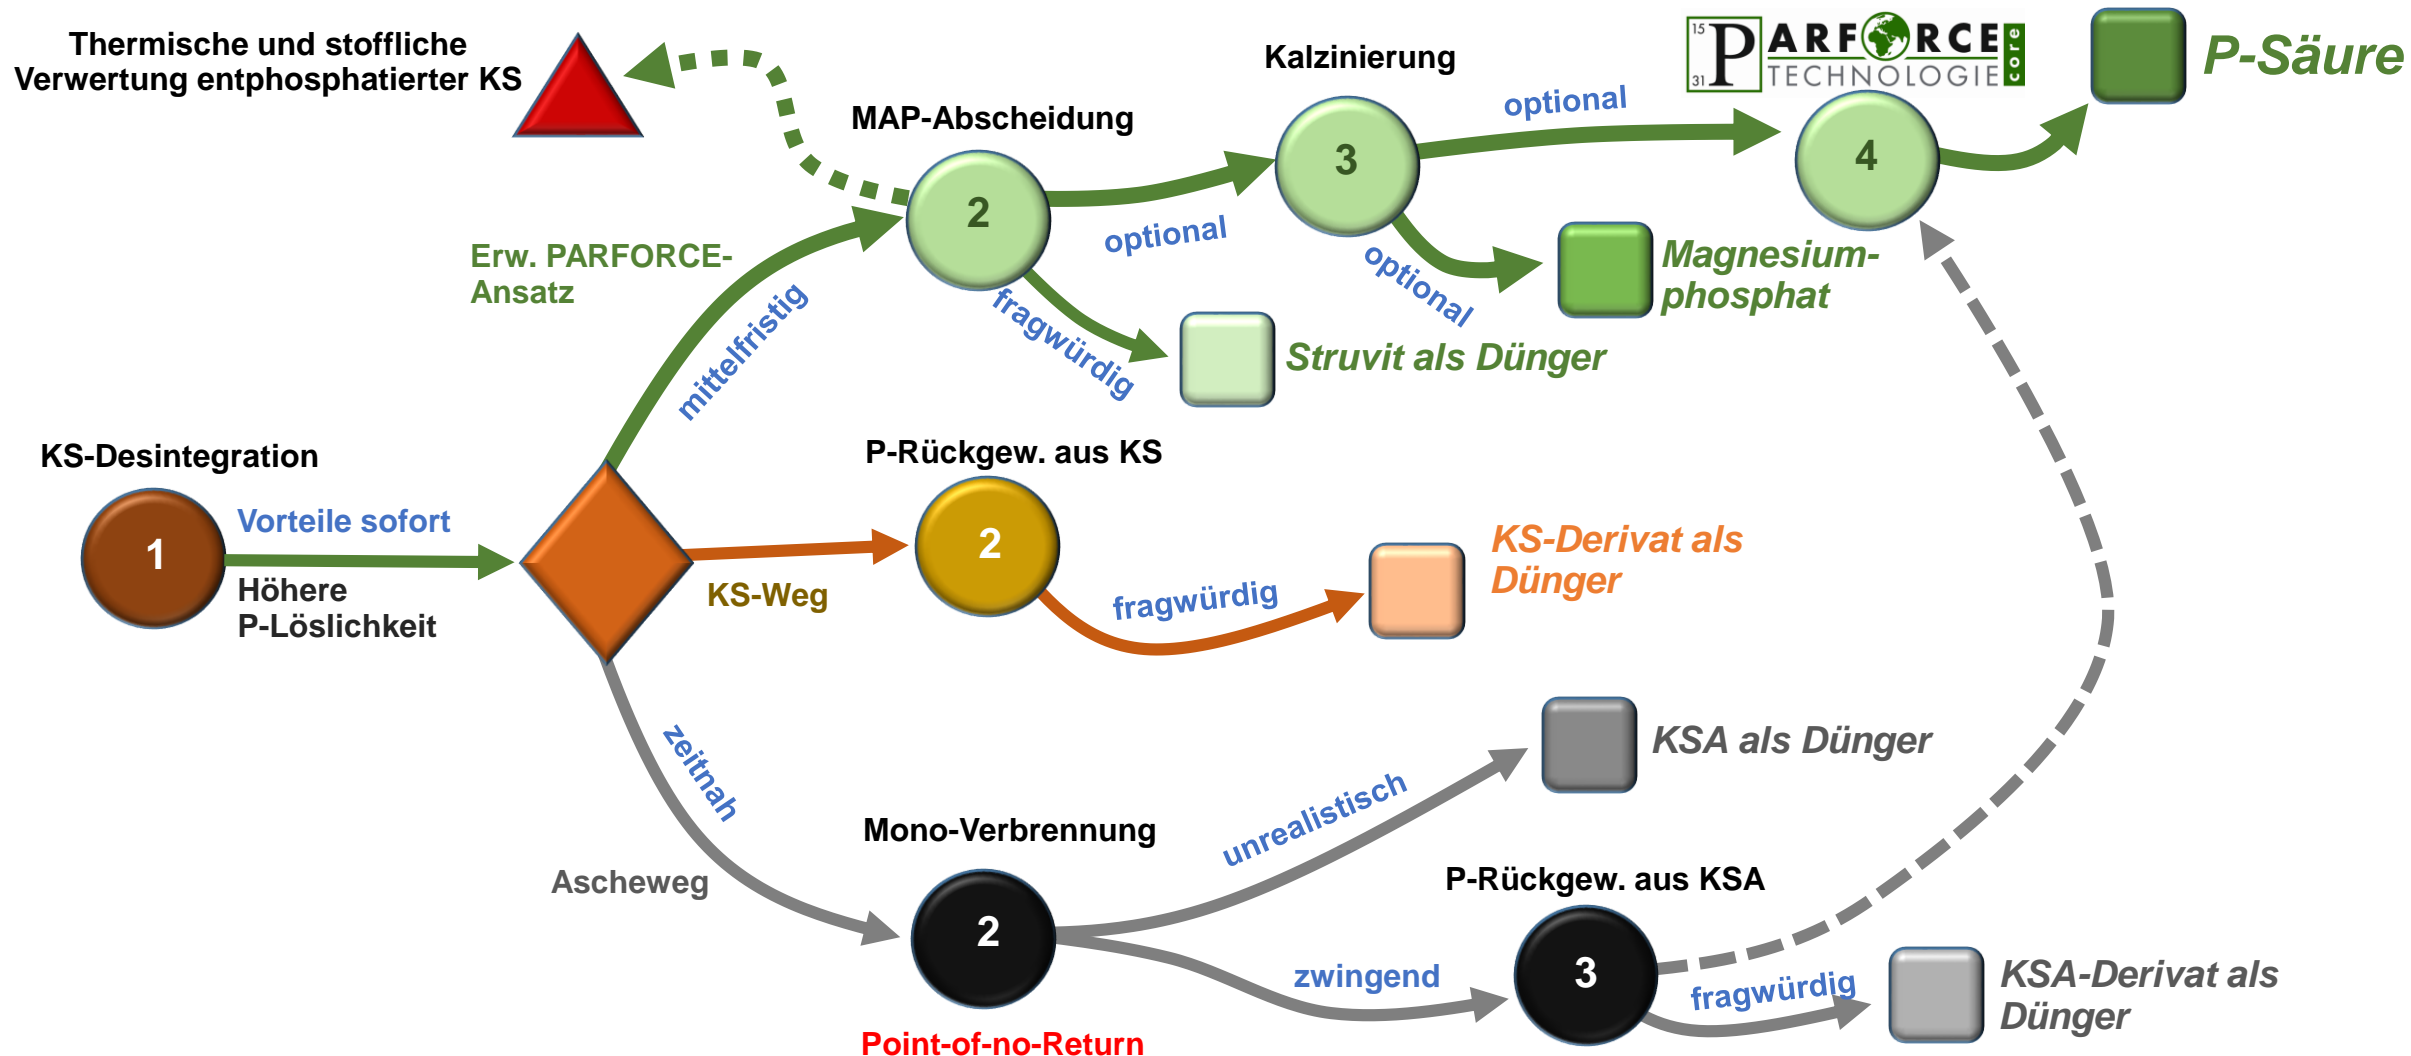 Thermische und stoffliche
Verwertung entphosphatierter KS
MAP-Abscheidung
Kalzinierung
15
31
PARFORCE
TECHNOLOGIE
core
P-Säure
optional
2
3
4
Erw. PARFORCE-
Ansatz
mittelfristig
optional
optional
fragwürdig
Magnesium-
phosphat
Struvit als Dünger
KS-Desintegration
1
Vorteile sofort
Höhere
P-Löslichkeit
P-Rückgew. aus KS
2
KS-Weg
fragwürdig
KS-Derivat als
Dünger
zeitnah
Ascheweg
Mono-Verbrennung
2
Point-of-no-Return
unrealistisch
KSA als Dünger
zwingend
P-Rückgew. aus KSA
3
fragwürdig
KSA-Derivat als
Dünger